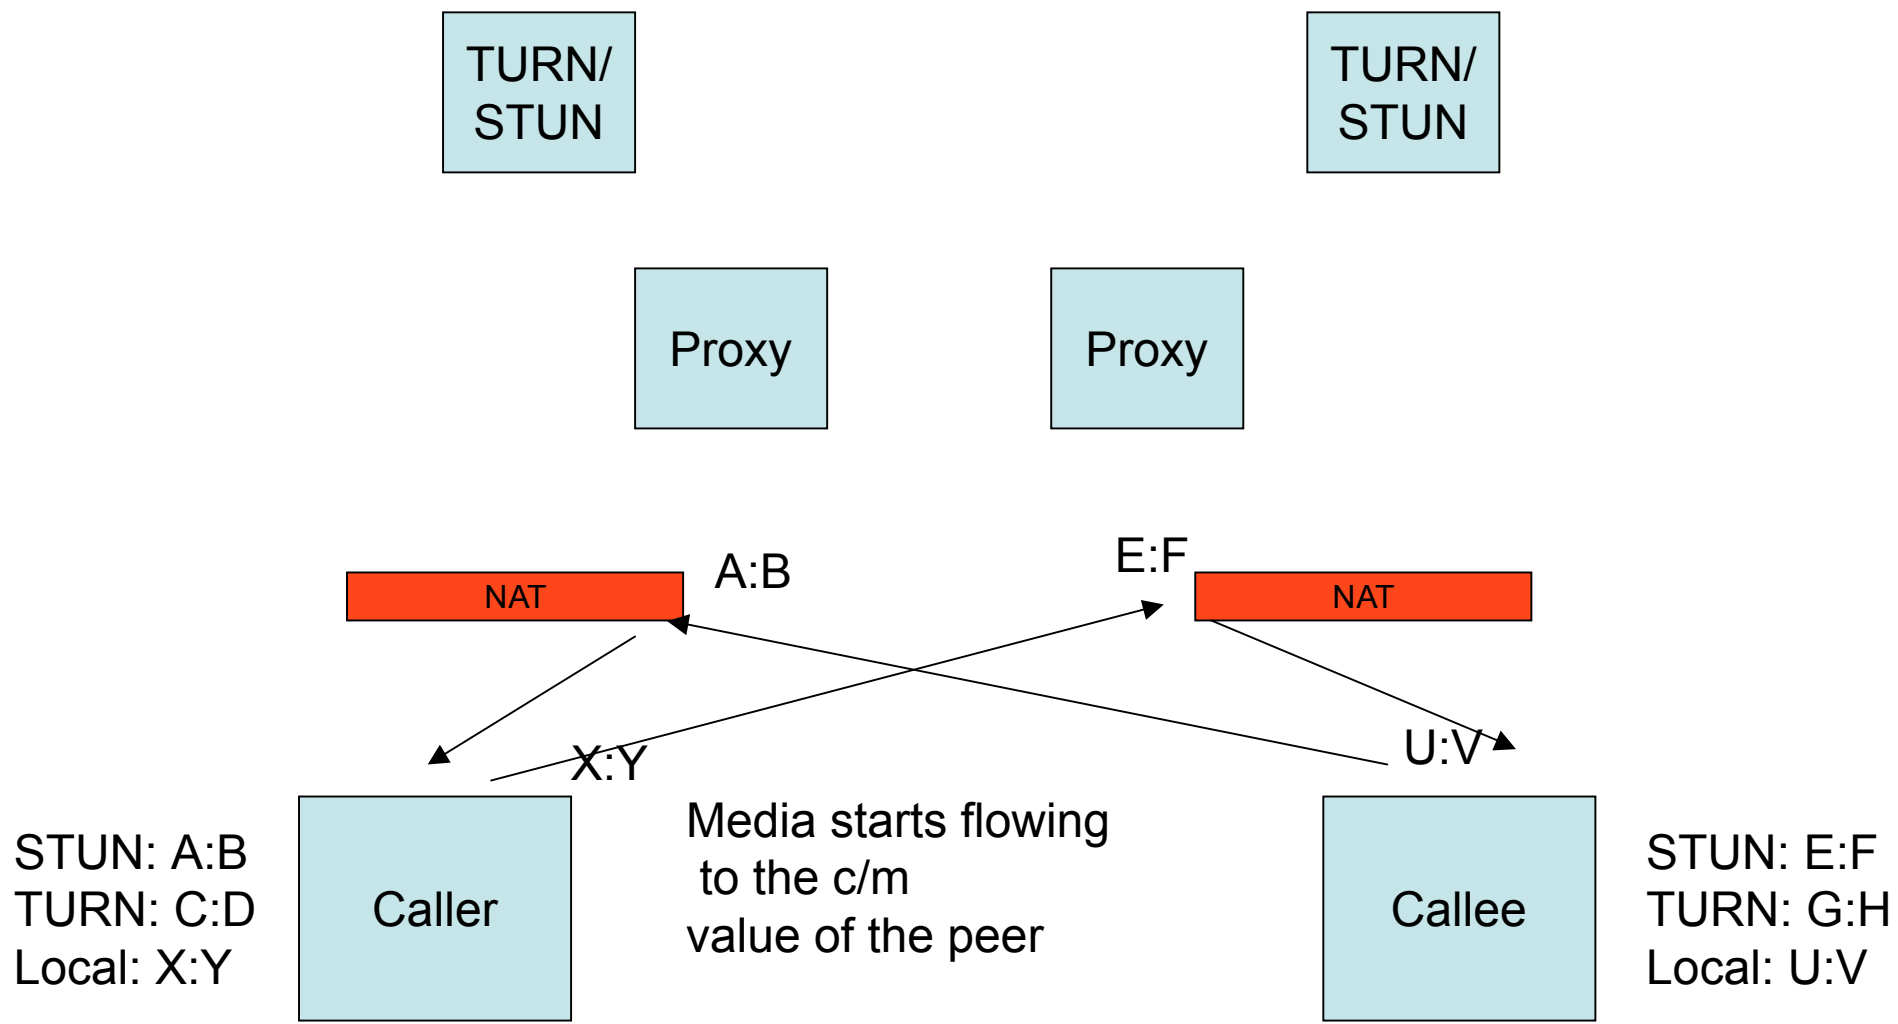 TURN/
STUN
TURN/
STUN
Proxy
Proxy
A:B
E:F
NAT
NAT
X:Y
U:V
Media starts flowing
to the c/m
value of the peer
STUN: A:B
TURN: C:D
Local: X:Y
Caller
Callee
STUN: E:F
TURN: G:H
Local: U:V